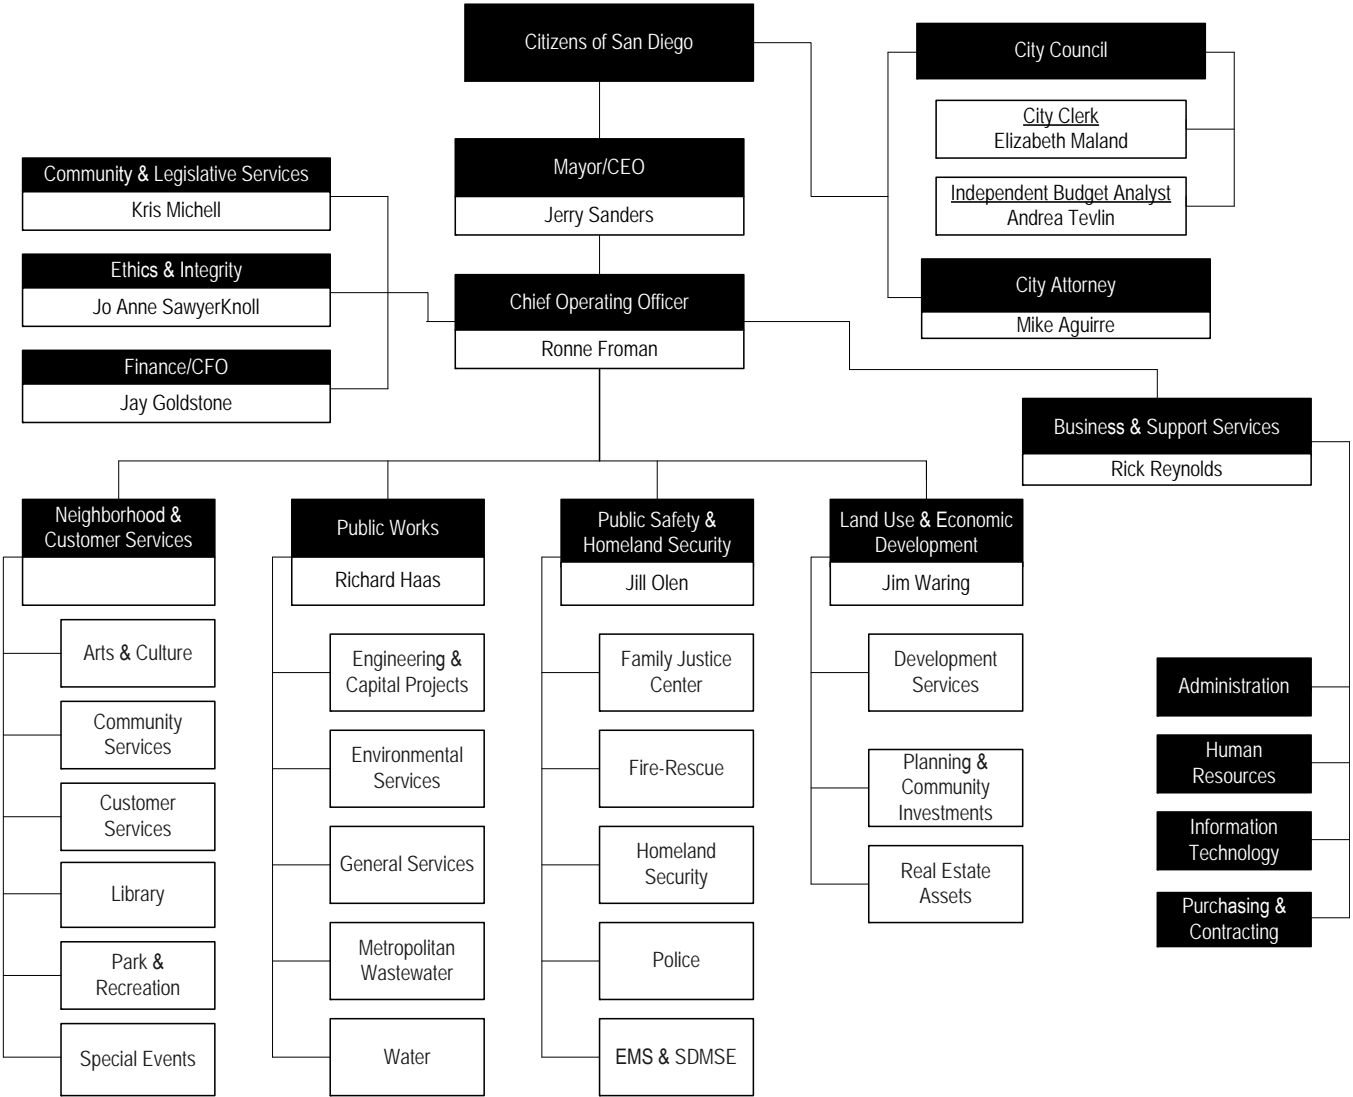 Citizens of San Diego
City Council
City Clerk
Elizabeth Maland
Independent Budget Analyst
Andrea Tevlin
City Attorney
Mike Aguirre
Mayor/CEO
Jerry Sanders
Community & Legislative Services
Kris Michell
Ethics & Integrity
Jo Anne SawyerKnoll
Finance/CFO
Jay Goldstone
Chief Operating Officer
Ronne Froman
Business & Support Services
Rick Reynolds
Neighborhood &
Customer Services
Arts & Culture
Community
Services
Customer
Services
Library
Park &
Recreation
Special Events
Public Works
Richard Haas
Engineering &
Capital Projects
Environmental
Services
General Services
Metropolitan
Wastewater
Water
Public Safety &
Homeland Security
Jill Olen
Family Justice
Center
Fire-Rescue
Homeland
Security
Police
EMS & SDMSE
Land Use & Economic
Development
Jim Waring
Development
Services
Planning &
Community
Investments
Real Estate
Assets
Administration
Human
Resources
Information
Technology
Purchasing &
Contracting